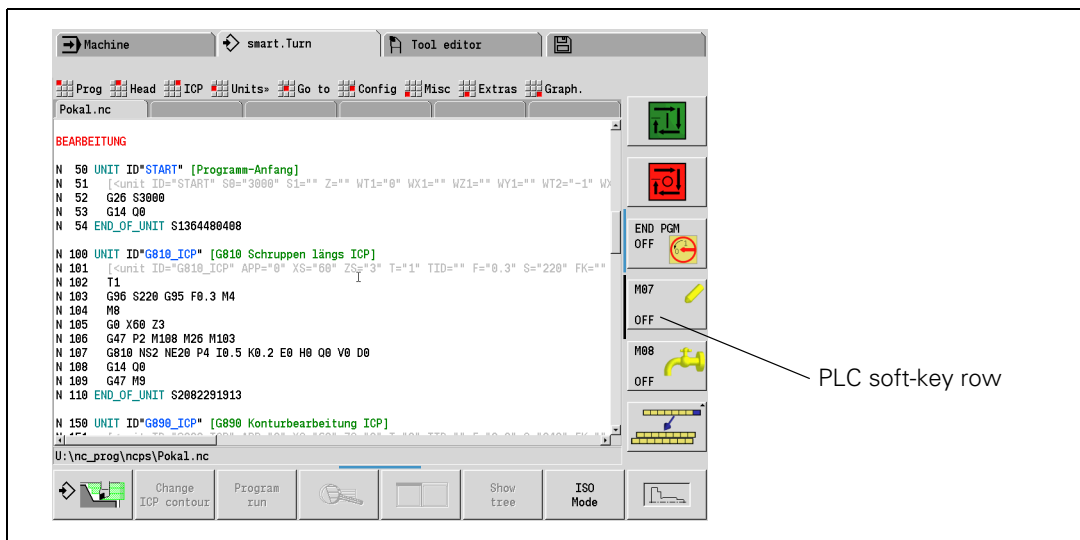 Machine
smart.Turn
Tool editor
Prog Head ICP Units» Go to Config Misc Extras Graph.
Pokal.nc
BEARBEITUNG
N 50 UNIT ID"START" [Programm-Anfang]
N 51 [<unit ID="START" S0="3000" S1="" Z="" WT1="0" WX1="" WZ1="" WY1="" WT2="-1" WX
N 52 G26 S3000
N 53 G14 Q0
N 54 END_OF_UNIT S1364480408
N 100 UNIT ID"G810_ICP" [G810 Schruppen längs ICP]
N 101 [<unit ID="G810_ICP" APP="0" XS="60" ZS="3" T="1" TID="" F="0.3" S="220" FK=""
N 102 T1
N 103 G96 S220 G95 F0.3 M4
N 104 M8
N 105 G0 X60 Z3
N 106 G47 P2 M108 M26 M103
N 107 G810 NS2 NE20 P4 I0.5 K0.2 E0 H0 Q0 V0 D0
N 108 G14 Q0
N 109 G47 M9
N 110 END_OF_UNIT S2082291913
N 150 UNIT ID"G890_ICP" [G890 Konturbearbeitung ICP]
U:\nc_prog\ncps\Pokal.nc
END PGM
OFF
M07
OFF
M08
OFF
PLC soft-key row
Change
ICP contour
Program
run
Show
tree
ISO
Mode